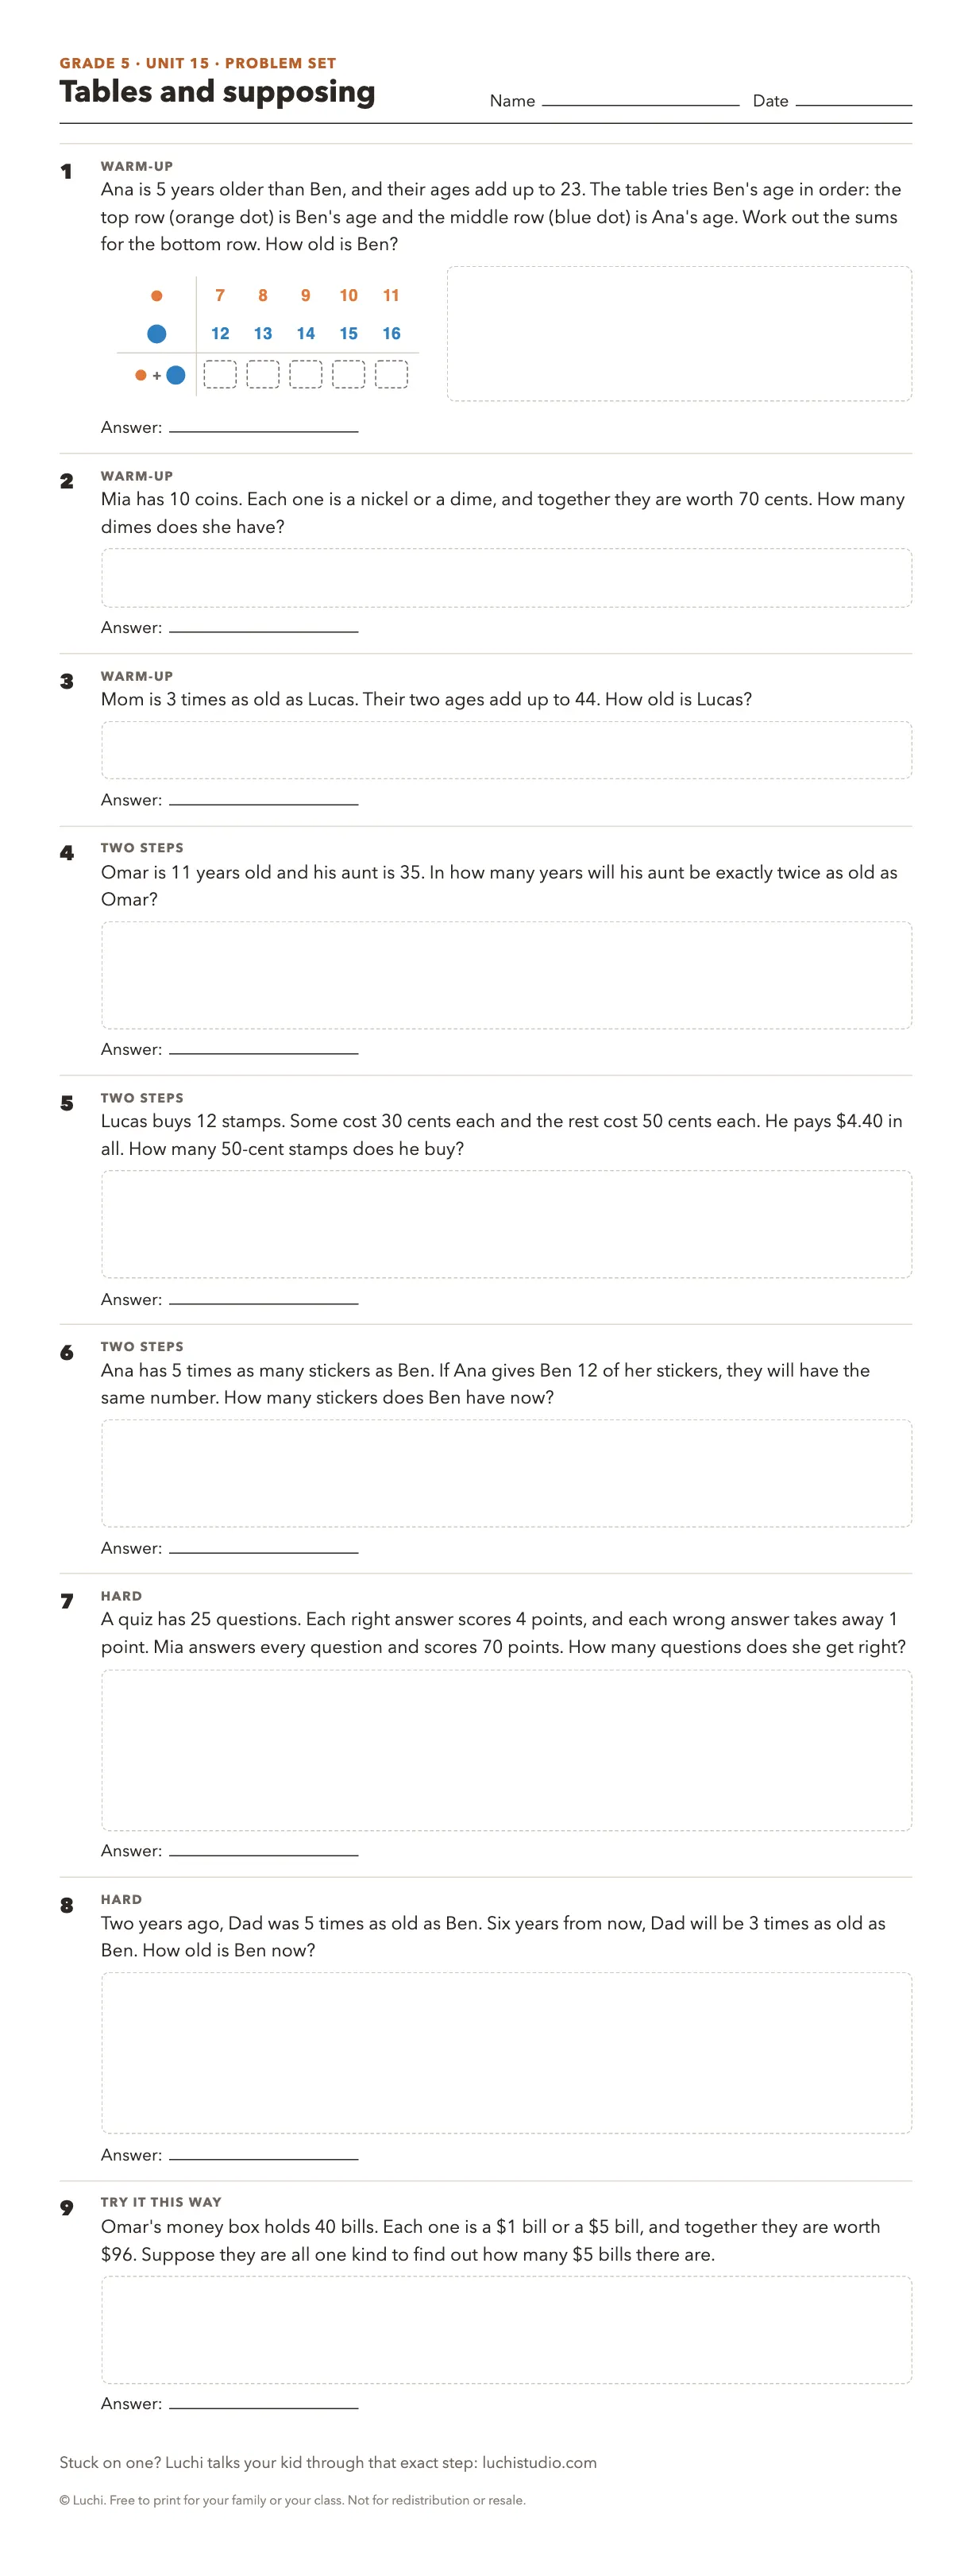 GRADE 5 · UNIT 15 · PROBLEM SET
Tables and supposing
Name
Date
1
WARM-UP
Ana is 5 years older than Ben, and their ages add up to 23. The table tries Ben's age in order: the
top row (orange dot) is Ben's age and the middle row (blue dot) is Ana's age. Work out the sums
for the bottom row. How old is Ben?
7 8 9 10 11
12 13 14 15 16
+
Answer:
2
WARM-UP
Mia has 10 coins. Each one is a nickel or a dime, and together they are worth 70 cents. How many
dimes does she have?
Answer:
3
WARM-UP
Mom is 3 times as old as Lucas. Their two ages add up to 44. How old is Lucas?
Answer:
4
TWO STEPS
Omar is 11 years old and his aunt is 35. In how many years will his aunt be exactly twice as old as
Omar?
Answer:
5
TWO STEPS
Lucas buys 12 stamps. Some cost 30 cents each and the rest cost 50 cents each. He pays $4.40 in
all. How many 50-cent stamps does he buy?
Answer:
6
TWO STEPS
Ana has 5 times as many stickers as Ben. If Ana gives Ben 12 of her stickers, they will have the
same number. How many stickers does Ben have now?
Answer:
7
HARD
A quiz has 25 questions. Each right answer scores 4 points, and each wrong answer takes away 1
point. Mia answers every question and scores 70 points. How many questions does she get right?
Answer:
8
HARD
Two years ago, Dad was 5 times as old as Ben. Six years from now, Dad will be 3 times as old as
Ben. How old is Ben now?
Answer:
9
TRY IT THIS WAY
Omar's money box holds 40 bills. Each one is a $1 bill or a $5 bill, and together they are worth
$96. Suppose they are all one kind to find out how many $5 bills there are.
Answer:
Stuck on one? Luchi talks your kid through that exact step: luchistudio.com
© Luchi. Free to print for your family or your class. Not for redistribution or resale.